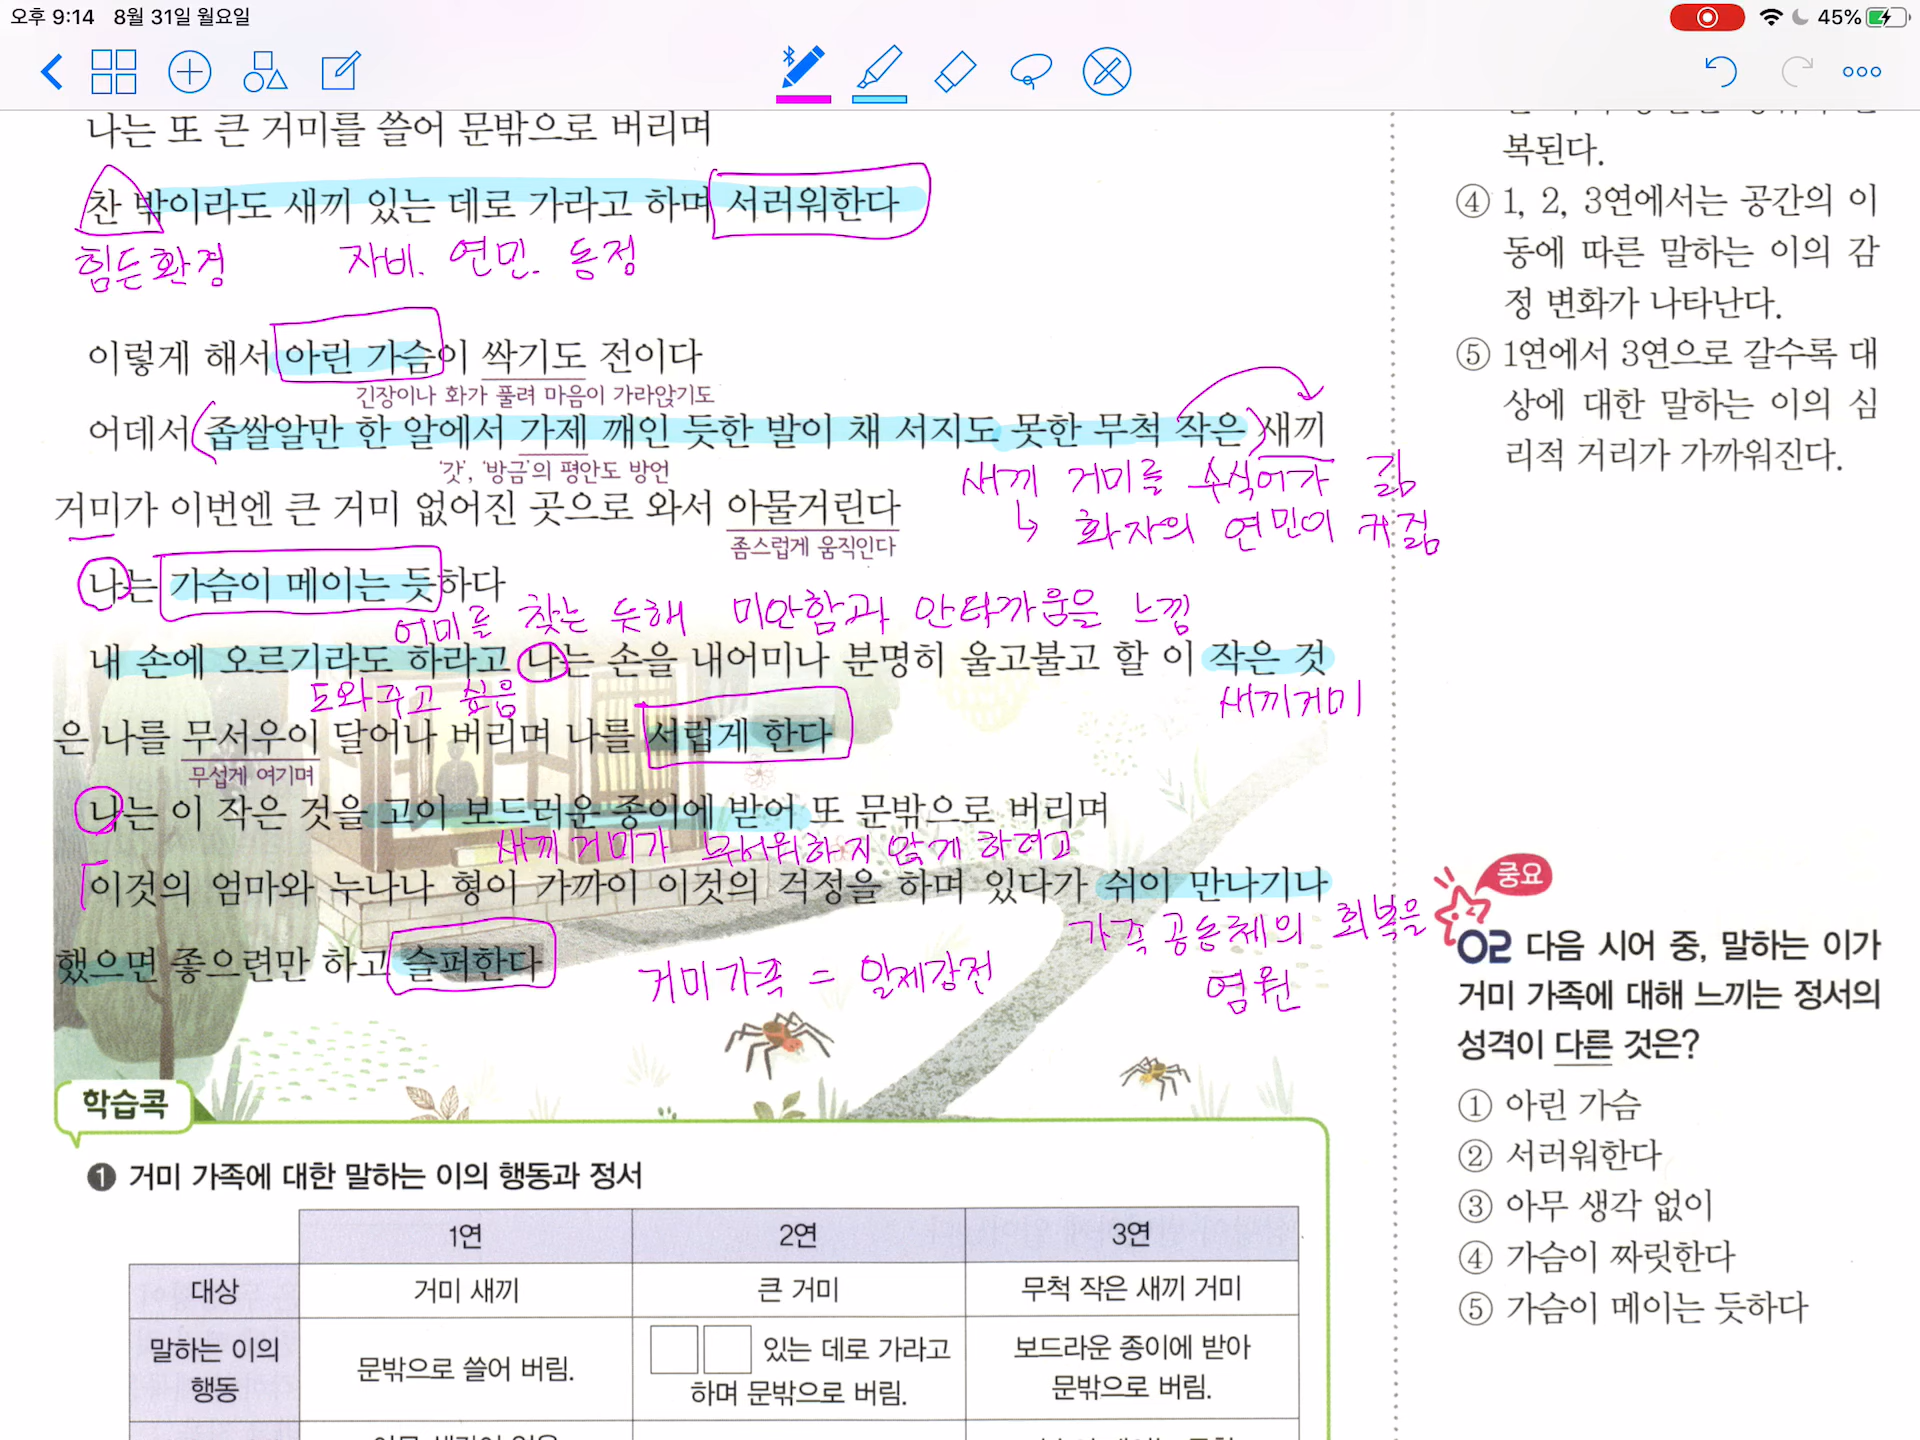 오후 9:14 8월 31일 월요일
45%
나는 또 큰 거미를 쓸어 문밖으로 버리며
찬 밖이라도 새끼 있는 데로 가라고 하며 서러워한다
힘든환경 자비. 연민. 동정
이렇게 해서 아린 가슴이 싹기도 전이다
긴장이나 화가 풀려 마음이 가라앉기도
어데서 좁쌀알만 한 알에서 가제 깨인 듯한 발이 채 서지도 못한 무척 작은 새끼
'갓', '방금'의 평안도 방언
새끼 거미를 수식어가 긺
거미가 이번엔 큰 거미 없어진 곳으로 와서 아물거린다
↳ 화자의 연민이 커짐
좀스럽게 움직인다
나는 가슴이 메이는 듯하다
어미를 찾는 듯해 미안함과 안타까움을 느낌
내 손에 오르기라도 하라고 나는 손을 내어미나 분명히 울고불고 할 이 작은 것
도와주고 싶음 새끼거미
은 나를 무서우이 달어나 버리며 나를 서럽게 한다
무섭게 여기며
나는 이 작은 것을 고이 보드러운 종이에 받어 또 문밖으로 버리며
새끼거미가 무서워하지 않게 하려고
이것의 엄마와 누나나 형이 가까이 이것의 걱정을 하며 있다가 쉬이 만나기나
가족공동체의 회복을
염원
했으면 좋으련만 하고 슬퍼한다
거미가족 = 일제강점
학습콕
❶ 거미 가족에 대한 말하는 이의 행동과 정서
1연 2연 3연
대상 거미 새끼 큰 거미 무척 작은 새끼 거미
말하는 이의 행동 문밖으로 쓸어 버림. □□ 있는 데로 가라고 하며 문밖으로 버림. 보드라운 종이에 받아 문밖으로 버림.
복된다.
④ 1, 2, 3연에서는 공간의 이
동에 따른 말하는 이의 감
정 변화가 나타난다.
⑤ 1연에서 3연으로 갈수록 대
상에 대한 말하는 이의 심
리적 거리가 가까워진다.
중요
02 다음 시어 중, 말하는 이가
거미 가족에 대해 느끼는 정서의
성격이 다른 것은?
① 아린 가슴
② 서러워한다
③ 아무 생각 없이
④ 가슴이 짜릿한다
⑤ 가슴이 메이는 듯하다